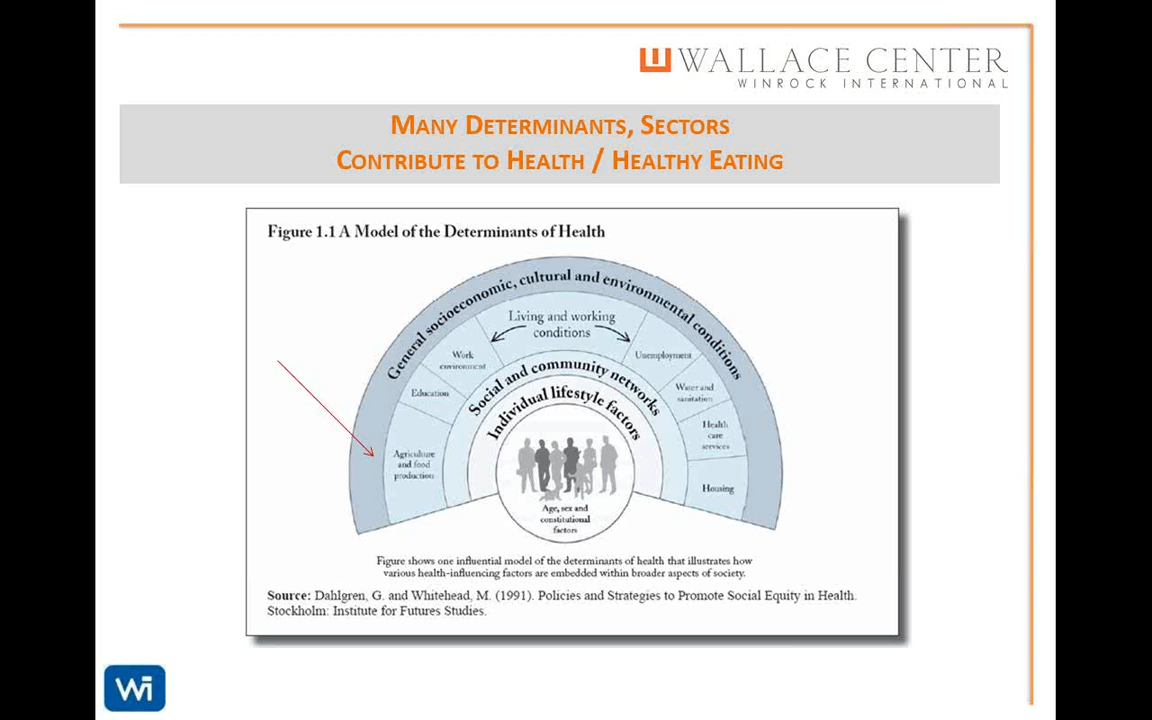 WALLACE CENTER
WINROCK INTERNATIONAL
MANY DETERMINANTS, SECTORS
CONTRIBUTE TO HEALTH / HEALTHY EATING
Figure 1.1 A Model of the Determinants of Health
General socioeconomic, cultural and environmental conditions
Living and working
conditions
Work
environment
Unemployment
Education
Water and
sanitation
Social and community networks
Individual lifestyle factors
Agriculture
and food
production
Health
care
services
Housing
Age, sex and
constitutional
factors
Figure shows one influential model of the determinants of health that illustrates how
various health-influencing factors are embedded within broader aspects of society.
Source: Dahlgren, G. and Whitehead, M. (1991). Policies and Strategies to Promote Social Equity in Health.
Stockholm: Institute for Futures Studies.
Wi